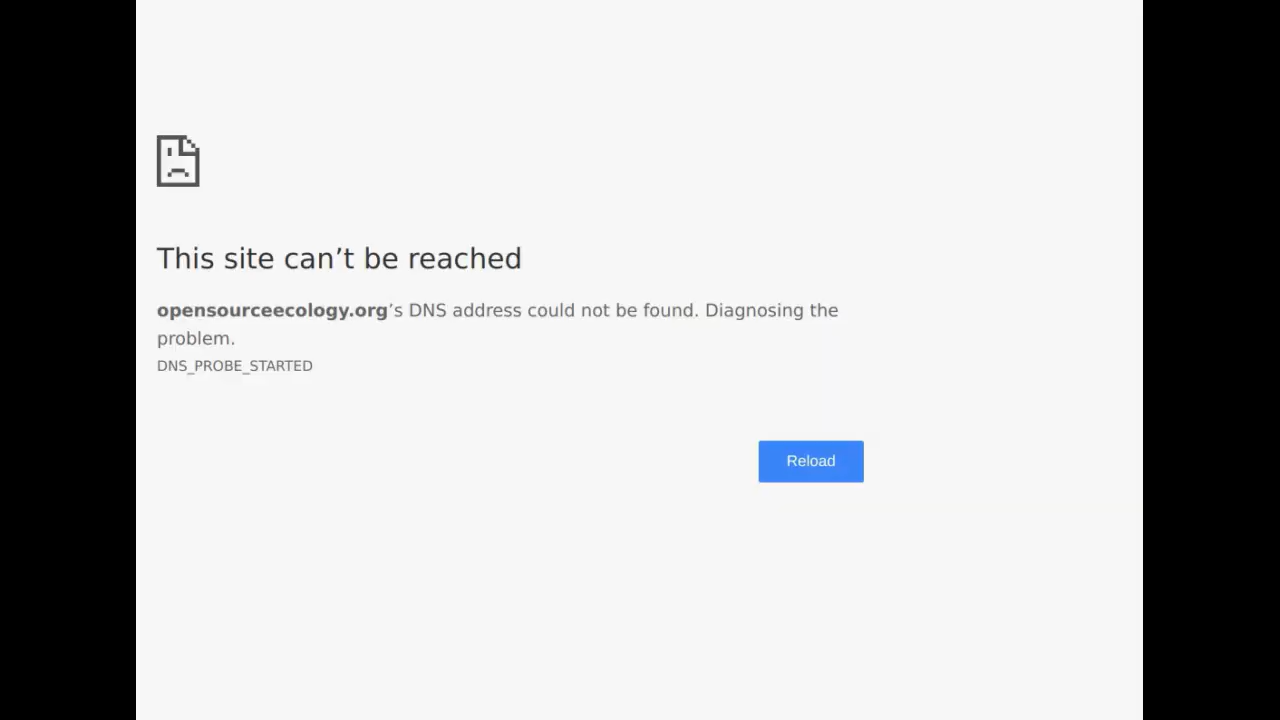 This site can’t be reached
opensourceecology.org’s DNS address could not be found. Diagnosing the
problem.
DNS_PROBE_STARTED
Reload